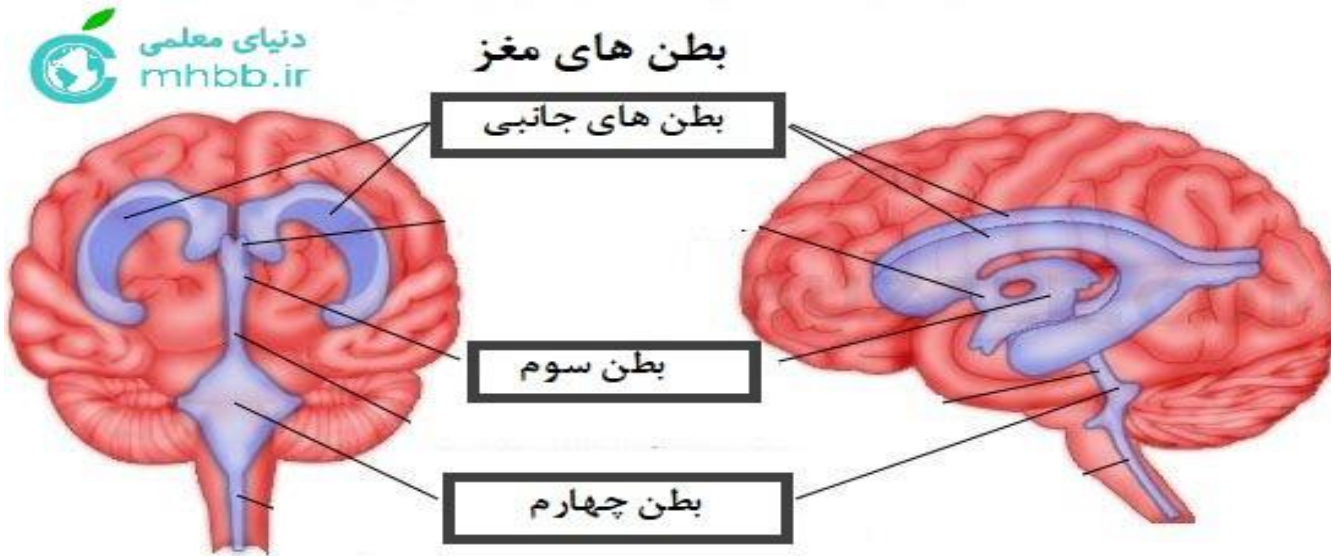 دنیای معلمی
mhbb.ir
بطن های مغز
بطن های جانبی
بطن سوم
بطن چهارم